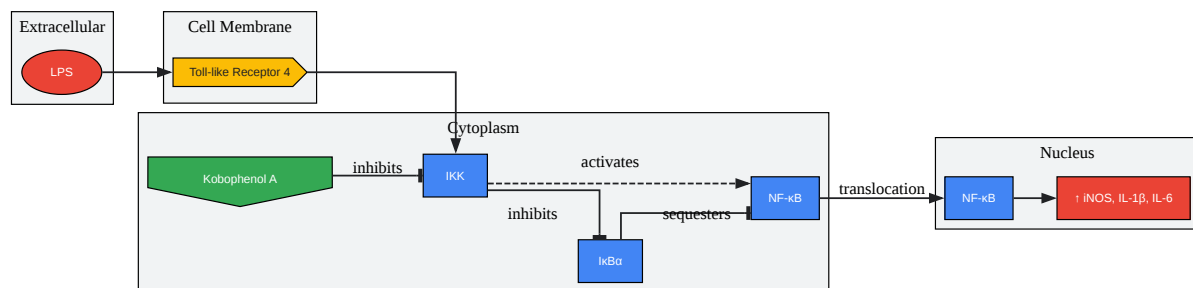 Extracellular
LPS
Cell Membrane
Toll-like Receptor 4
Cytoplasm
Kobophenol A
inhibits
IKK
activates
inhibits
IκBα
sequesters
NF-κB
translocation
Nucleus
NF-κB
↑ iNOS, IL-1β, IL-6